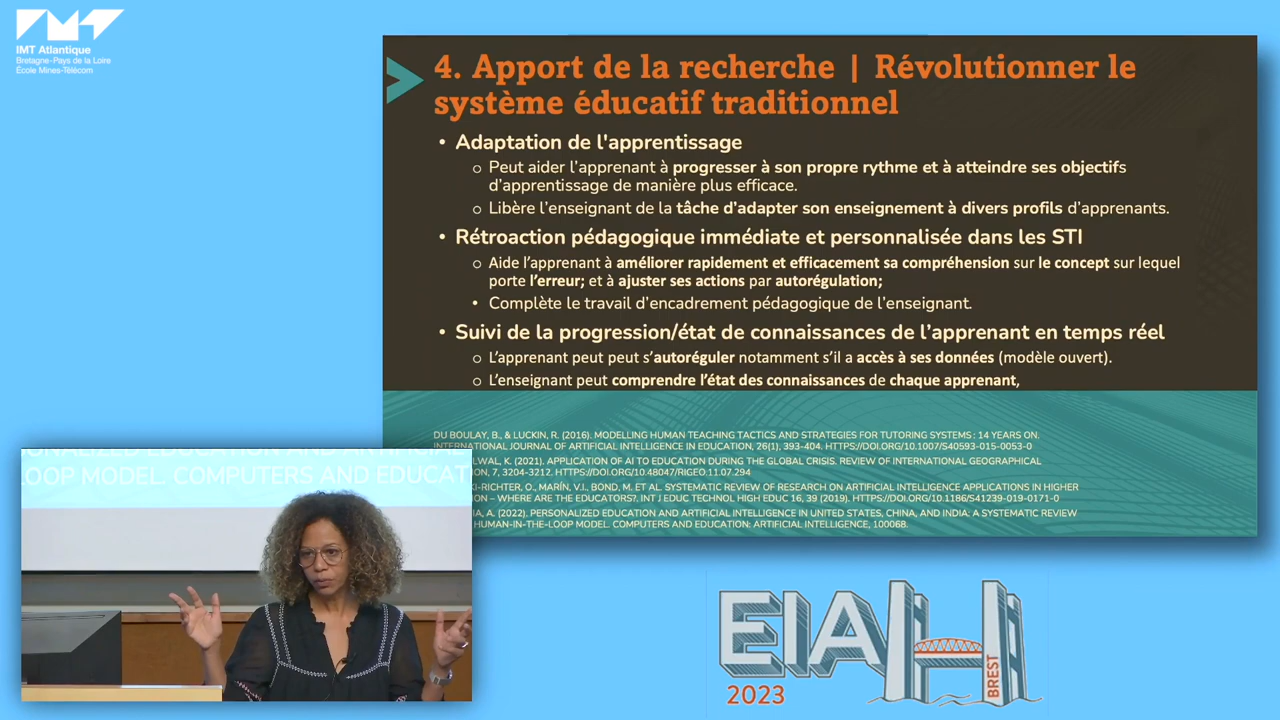 IMT Atlantique
Bretagne-Pays de la Loire
École Mines-Télécom
4. Apport de la recherche | Révolutionner le
système éducatif traditionnel
• Adaptation de l'apprentissage
o Peut aider l'apprenant à progresser à son propre rythme et à atteindre ses objectifs
d'apprentissage de manière plus efficace.
o Libère l'enseignant de la tâche d'adapter son enseignement à divers profils d'apprenants.
• Rétroaction pédagogique immédiate et personnalisée dans les STI
o Aide l'apprenant à améliorer rapidement et efficacement sa compréhension sur le concept sur lequel
porte l'erreur; et à ajuster ses actions par autorégulation;
• Complète le travail d'encadrement pédagogique de l'enseignant.
• Suivi de la progression/état de connaissances de l'apprenant en temps réel
o L'apprenant peut peut s'autoréguler notamment s'il a accès à ses données (modèle ouvert).
o L'enseignant peut comprendre l'état des connaissances de chaque apprenant,
DU BOULAY, B., & LUCKIN, R. (2016). MODELLING HUMAN TEACHING TACTICS AND STRATEGIES FOR TUTORING SYSTEMS : 14 YEARS ON.
INTERNATIONAL JOURNAL OF ARTIFICIAL INTELLIGENCE IN EDUCATION, 26(1), 393-404. HTTPS://DOI.ORG/10.1007/S40593-015-0053-0
LWAL, K. (2021). APPLICATION OF AI TO EDUCATION DURING THE GLOBAL CRISIS. REVIEW OF INTERNATIONAL GEOGRAPHICAL
ON, 7, 3204-3212. HTTPS://DOI.ORG/10.48047/RIGEO.11.07.294
KI-RICHTER, O., MARÍN, V.I., BOND, M. ET AL. SYSTEMATIC REVIEW OF RESEARCH ON ARTIFICIAL INTELLIGENCE APPLICATIONS IN HIGHER
ION – WHERE ARE THE EDUCATORS?. INT J EDUC TECHNOL HIGH EDUC 16, 39 (2019). HTTPS://DOI.ORG/10.1186/S41239-019-0171-0
IA, A. (2022). PERSONALIZED EDUCATION AND ARTIFICIAL INTELLIGENCE IN UNITED STATES, CHINA, AND INDIA: A SYSTEMATIC REVIEW
HUMAN-IN-THE-LOOP MODEL. COMPUTERS AND EDUCATION: ARTIFICIAL INTELLIGENCE, 100068.
LOOP MODEL. COMPUTERS AND EDUCAT
EIAH
BREST
2023